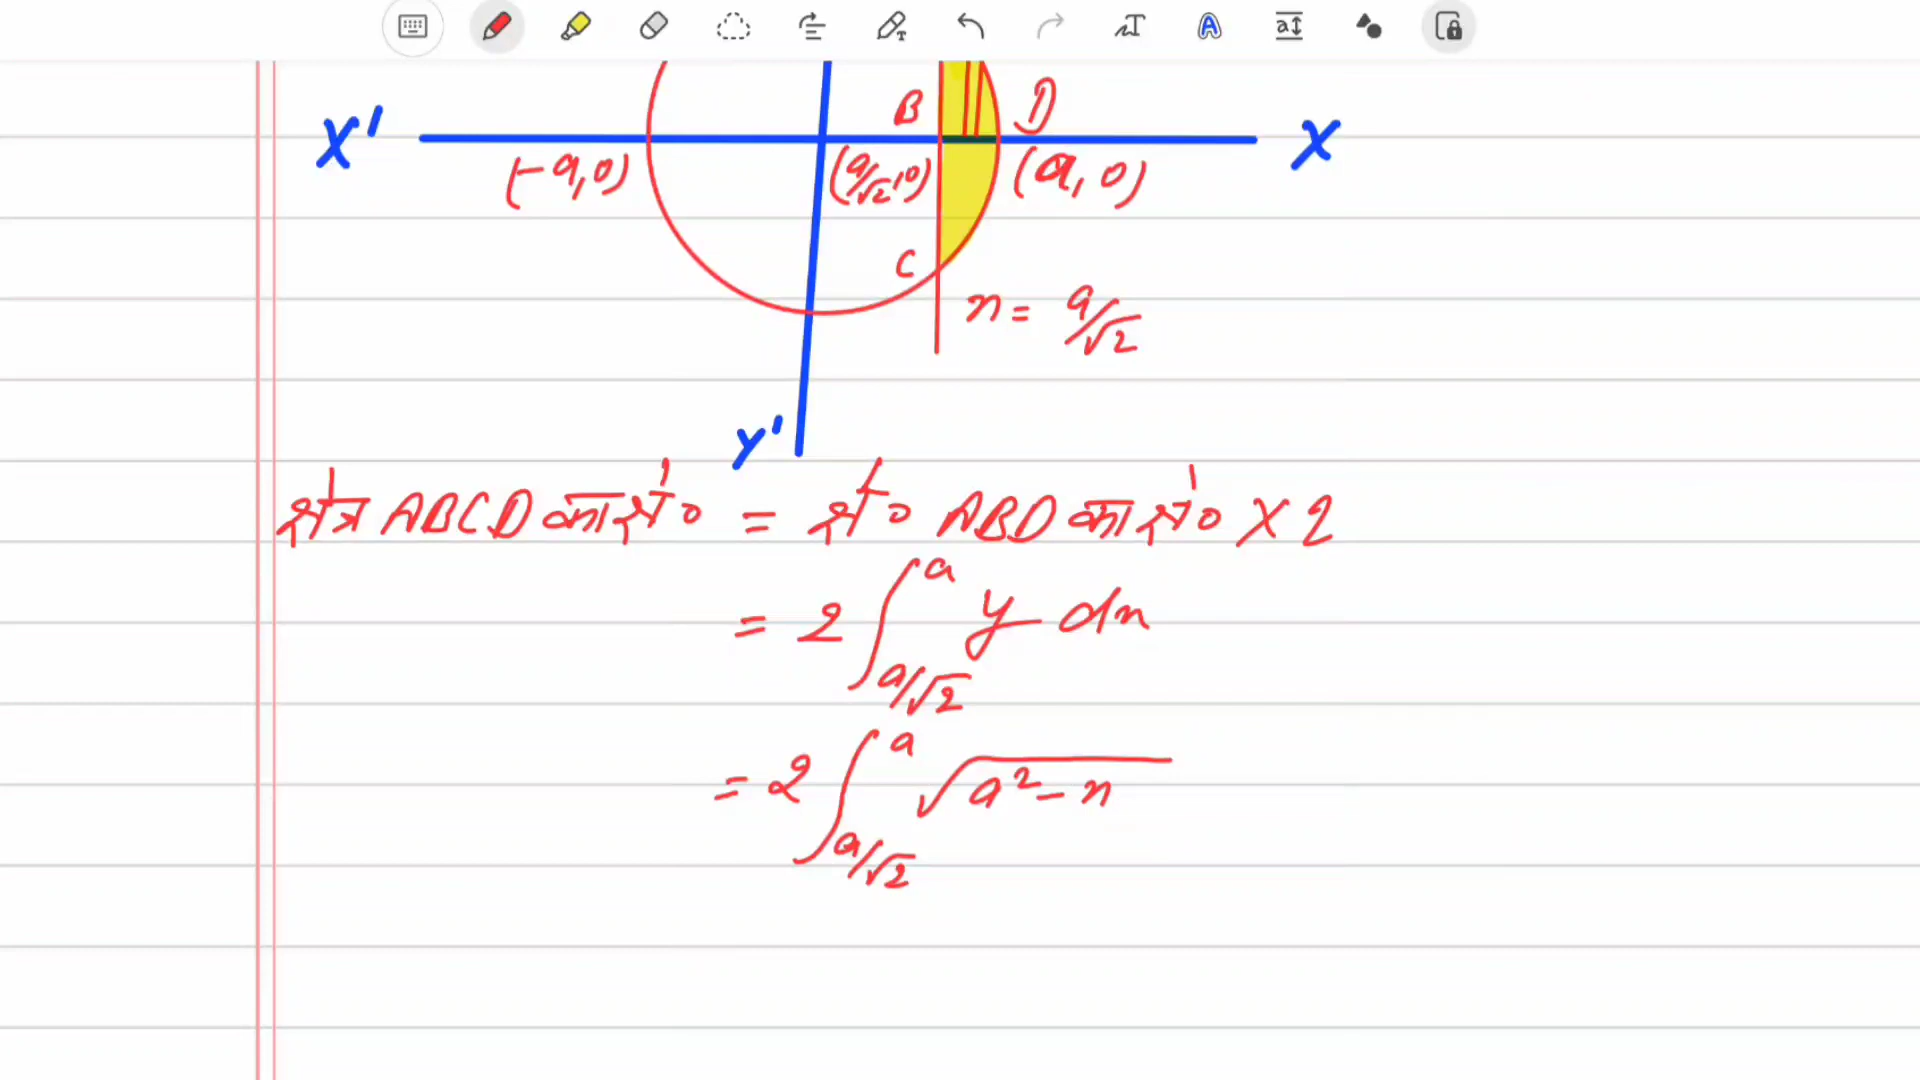 B D
X' X
(-a,0) (a/√2,0) (a,0)
C
x = a/√2
y'
क्षेत्र ABCD का क्षे० = क्षे० ABD का क्षे० × 2
= 2 ∫_{a/√2}^{a} y dx
= 2 ∫_{a/√2}^{a} √(a² - x